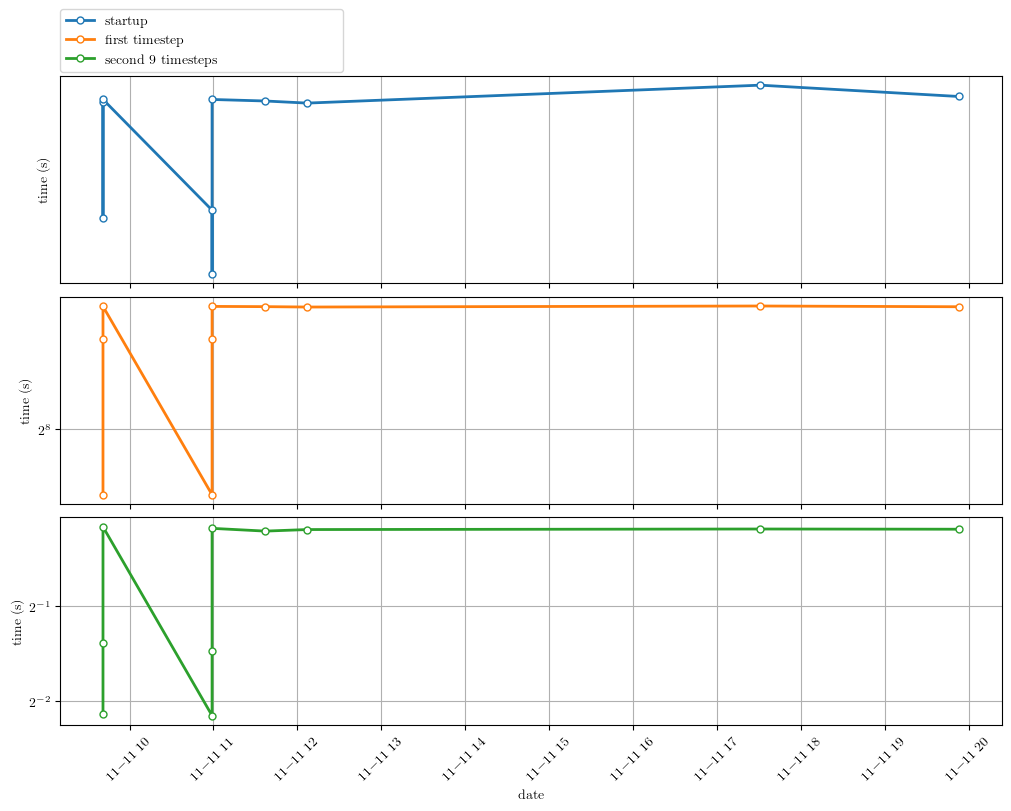 startup
first timestep
second 9 timesteps
time (s)
time (s)
2⁸
time (s)
2⁻¹
2⁻²
11−11 10
11−11 11
11−11 12
11−11 13
11−11 14
11−11 15
11−11 16
11−11 17
11−11 18
11−11 19
11−11 20
date